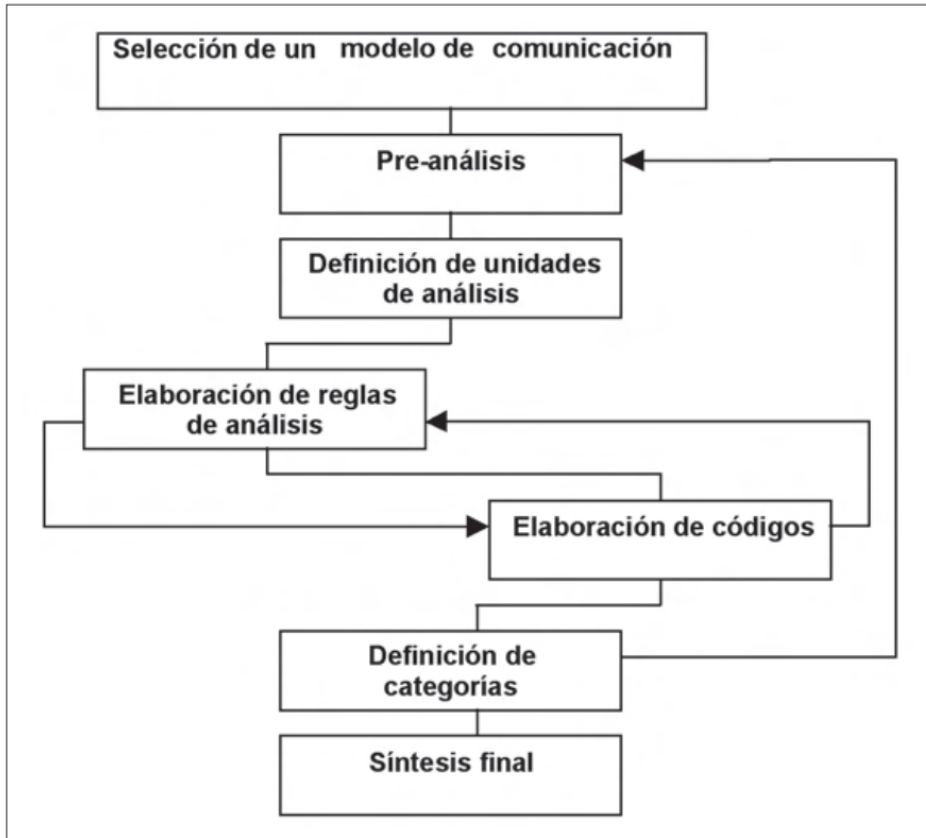 Selección de un modelo de comunicación
Pre-análisis
Definición de unidades
de análisis
Elaboración de reglas
de análisis
Elaboración de códigos
Definición de
categorías
Síntesis final